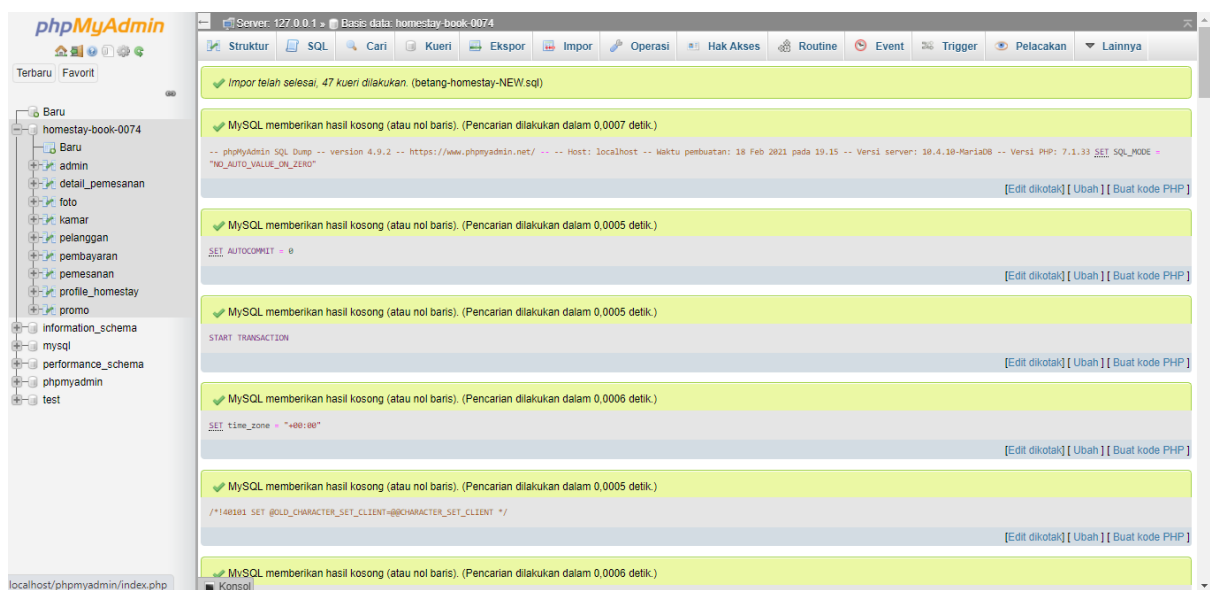 phpMyAdmin
Terbaru Favorit
Baru
homestay-book-0074
Baru
admin
detail_pemesanan
foto
kamar
pelanggan
pembayaran
pemesanan
profile_homestay
promo
information_schema
mysql
performance_schema
phpmyadmin
test
localhost/phpmyadmin/index.php
Server: 127.0.0.1 » Basis data: homestay-book-0074
Struktur SQL Cari Kueri Ekspor Impor Operasi Hak Akses Routine Event Trigger Pelacakan Lainnya
Impor telah selesai, 47 kueri dilakukan. (betang-homestay-NEW.sql)
MySQL memberikan hasil kosong (atau nol baris). (Pencarian dilakukan dalam 0,0007 detik.)
-- phpMyAdmin SQL Dump -- version 4.9.2 -- https://www.phpmyadmin.net/ -- -- Host: localhost -- Waktu pembuatan: 18 Feb 2021 pada 19.15 -- Versi server: 10.4.10-MariaDB -- Versi PHP: 7.1.33 SET SQL_MODE =
"NO_AUTO_VALUE_ON_ZERO"
[Edit dikotak] [ Ubah ] [ Buat kode PHP ]
MySQL memberikan hasil kosong (atau nol baris). (Pencarian dilakukan dalam 0,0005 detik.)
SET AUTOCOMMIT = 0
[Edit dikotak] [ Ubah ] [ Buat kode PHP ]
MySQL memberikan hasil kosong (atau nol baris). (Pencarian dilakukan dalam 0,0005 detik.)
START TRANSACTION
[Edit dikotak] [ Ubah ] [ Buat kode PHP ]
MySQL memberikan hasil kosong (atau nol baris). (Pencarian dilakukan dalam 0,0006 detik.)
SET time_zone = "+00:00"
[Edit dikotak] [ Ubah ] [ Buat kode PHP ]
MySQL memberikan hasil kosong (atau nol baris). (Pencarian dilakukan dalam 0,0005 detik.)
/*!40101 SET @OLD_CHARACTER_SET_CLIENT=@@CHARACTER_SET_CLIENT */
[Edit dikotak] [ Ubah ] [ Buat kode PHP ]
MySQL memberikan hasil kosong (atau nol baris). (Pencarian dilakukan dalam 0,0006 detik.)
Konsol